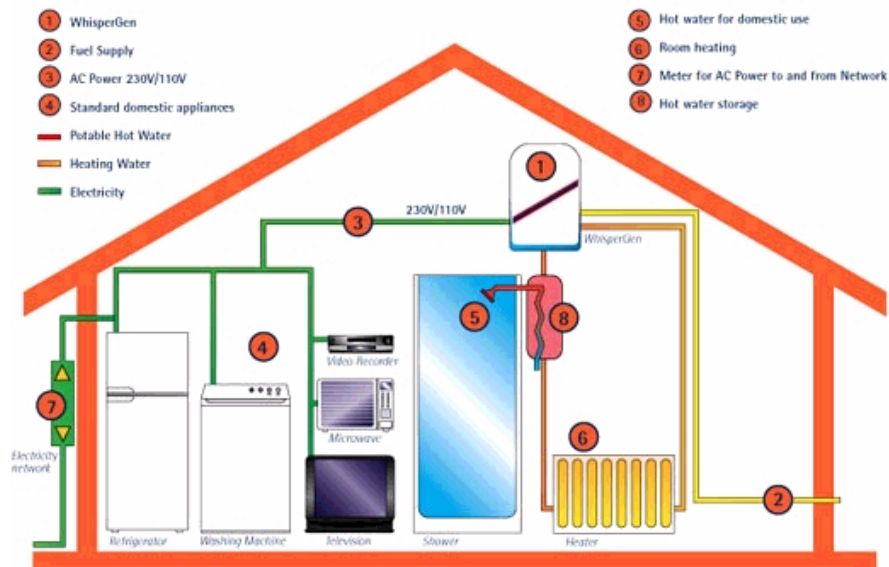 1 WhisperGen
2 Fuel Supply
3 AC Power 230V/110V
4 Standard domestic appliances
Potable Hot Water
Heating Water
Electricity
5 Hot water for domestic use
6 Room heating
7 Meter for AC Power to and from Network
8 Hot water storage
1
3
230V/110V
WhisperGen
5
8
4
Video Recorder
7
Microwave
6
Electricity
network
2
Refrigerator
Washing Machine
Television
Shower
Heater